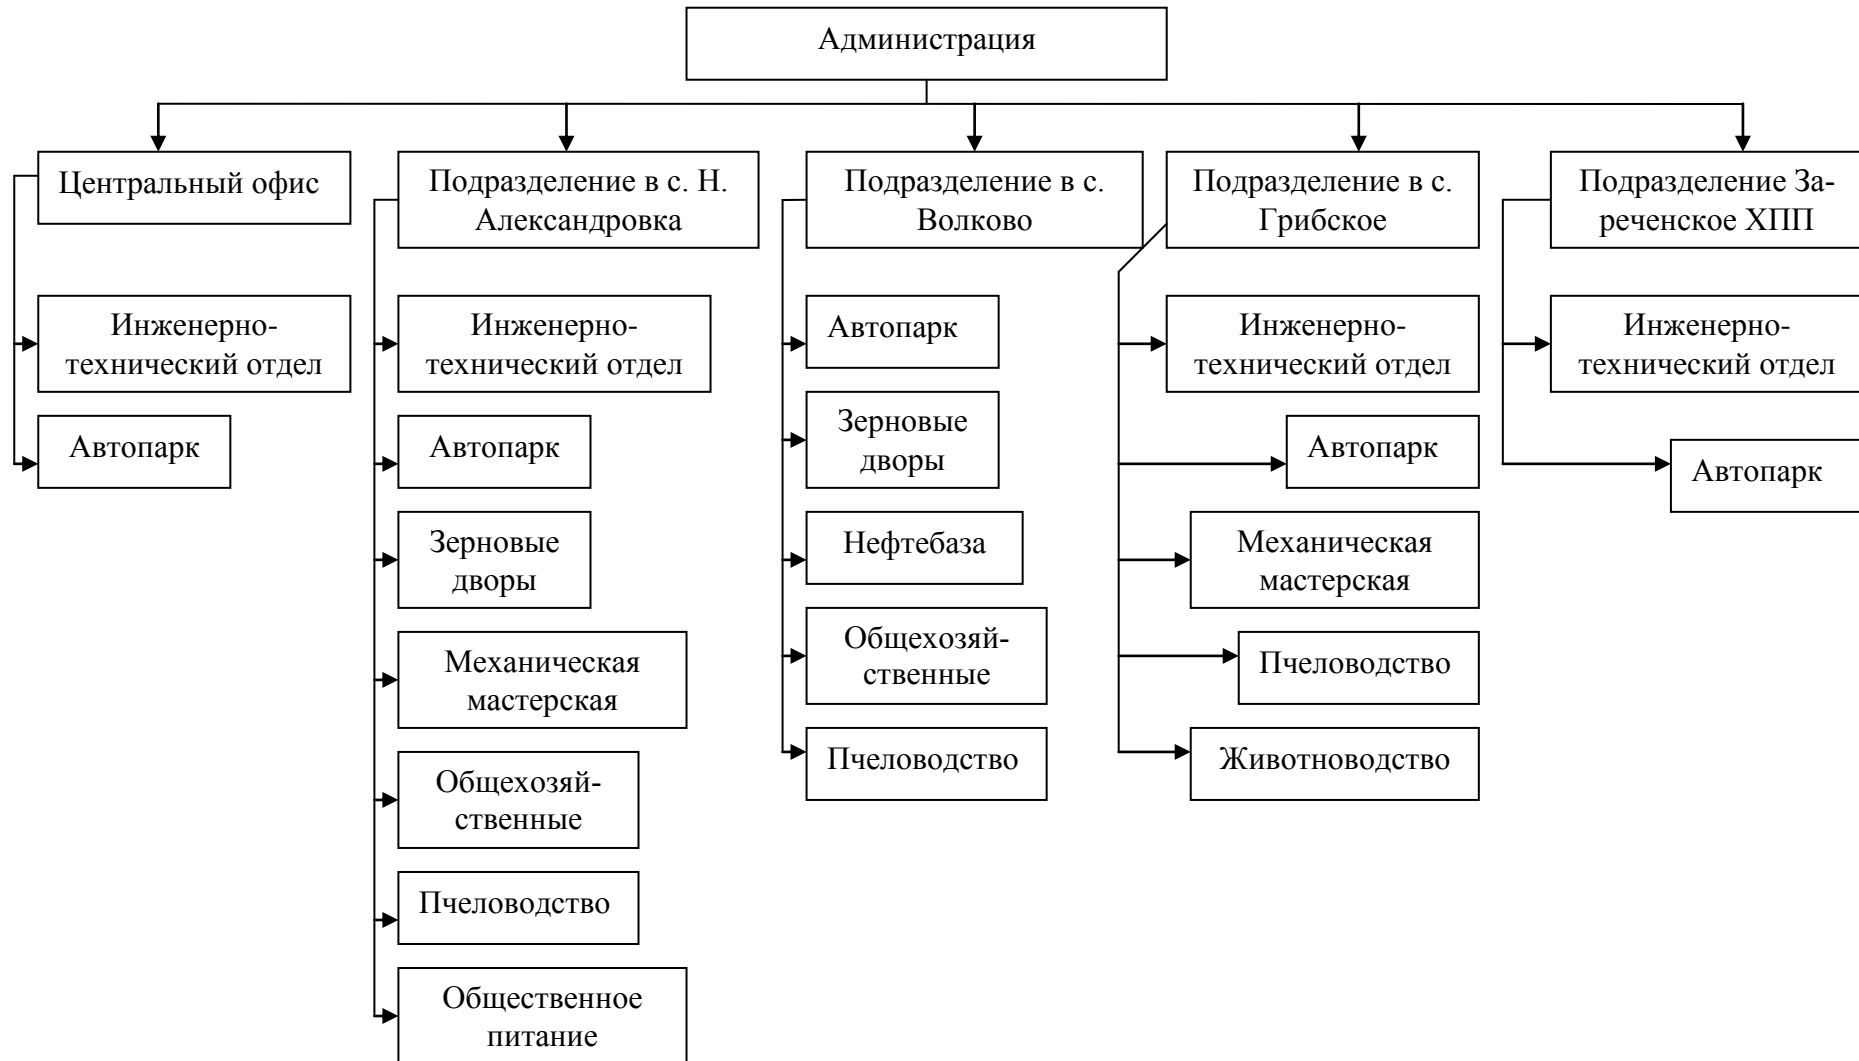 Администрация
Центральный офис
Инженерно-
технический отдел
Автопарк
Подразделение в с. Н.
Александровка
Инженерно-
технический отдел
Автопарк
Зерновые
дворы
Механическая
мастерская
Общехозяй-
ственные
Пчеловодство
Общественное
питание
Подразделение в с.
Волково
Автопарк
Зерновые
дворы
Нефтебаза
Общехозяй-
ственные
Пчеловодство
Подразделение в с.
Грибское
Инженерно-
технический отдел
Автопарк
Механическая
мастерская
Пчеловодство
Животноводство
Подразделение За-
реченское ХПП
Инженерно-
технический отдел
Автопарк